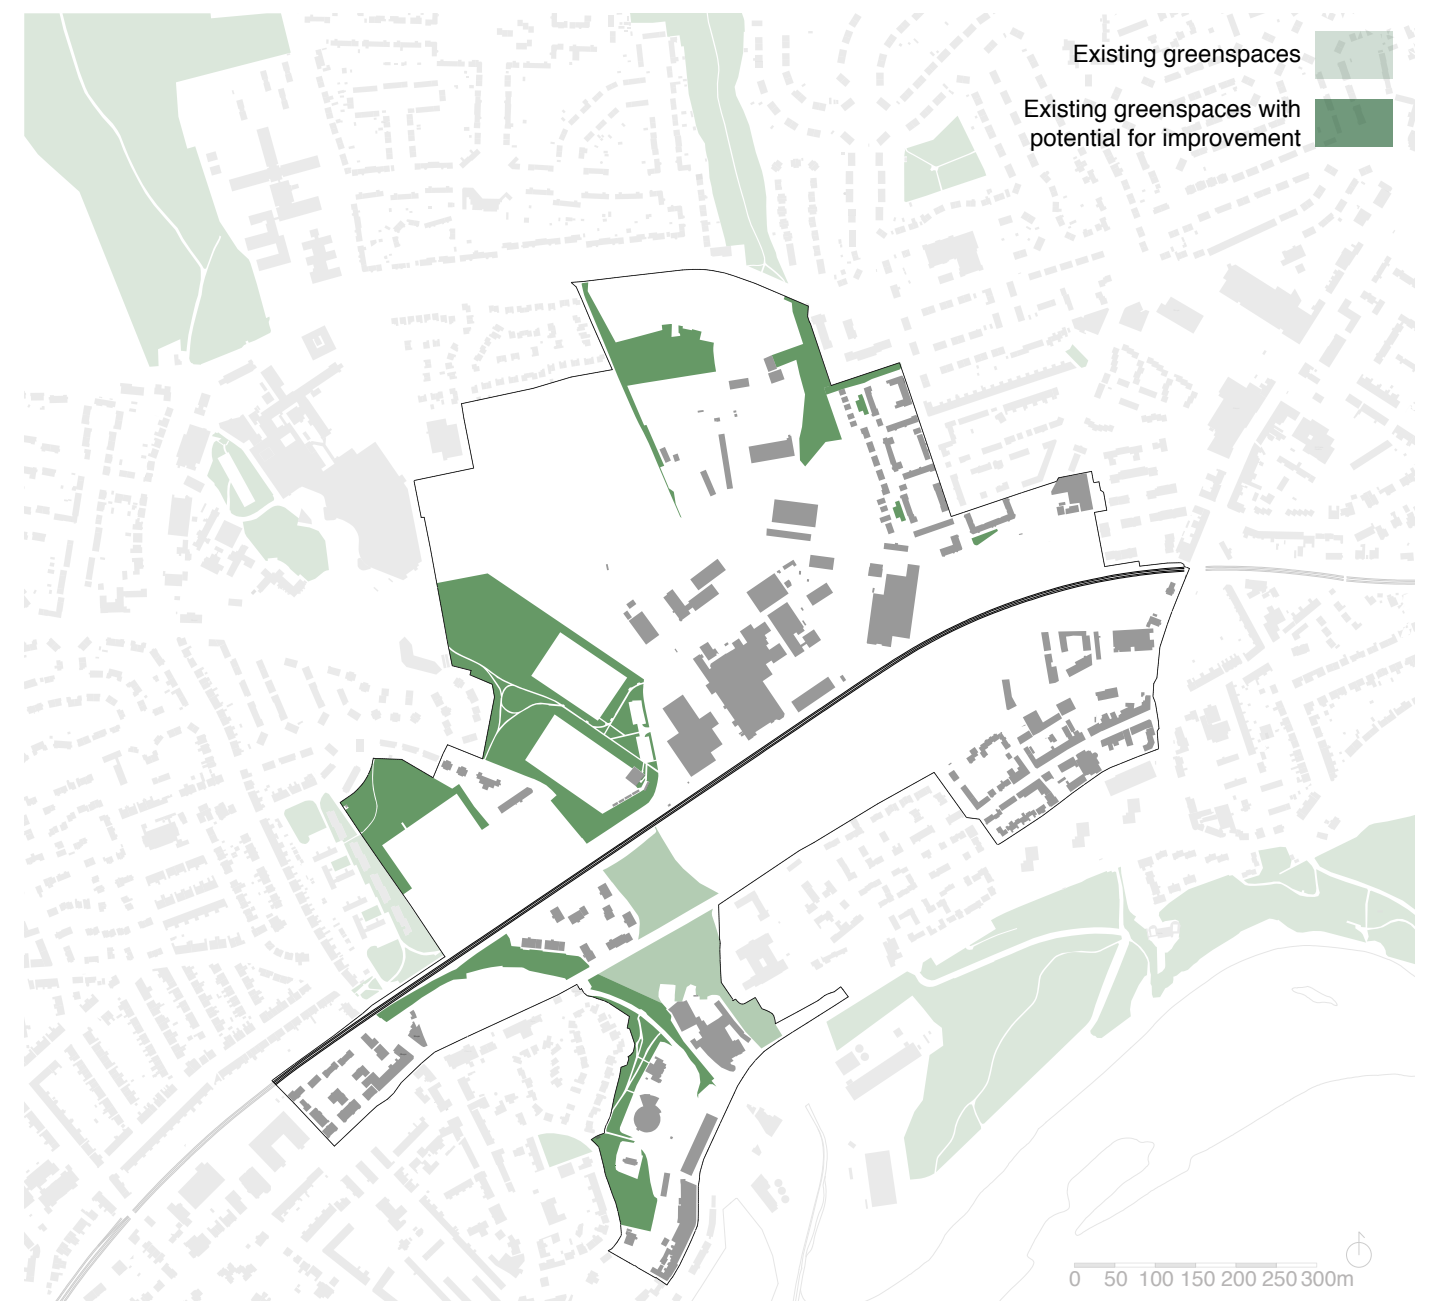 Existing greenspaces
Existing greenspaces with
potential for improvement
0 50 100 150 200 250 300m